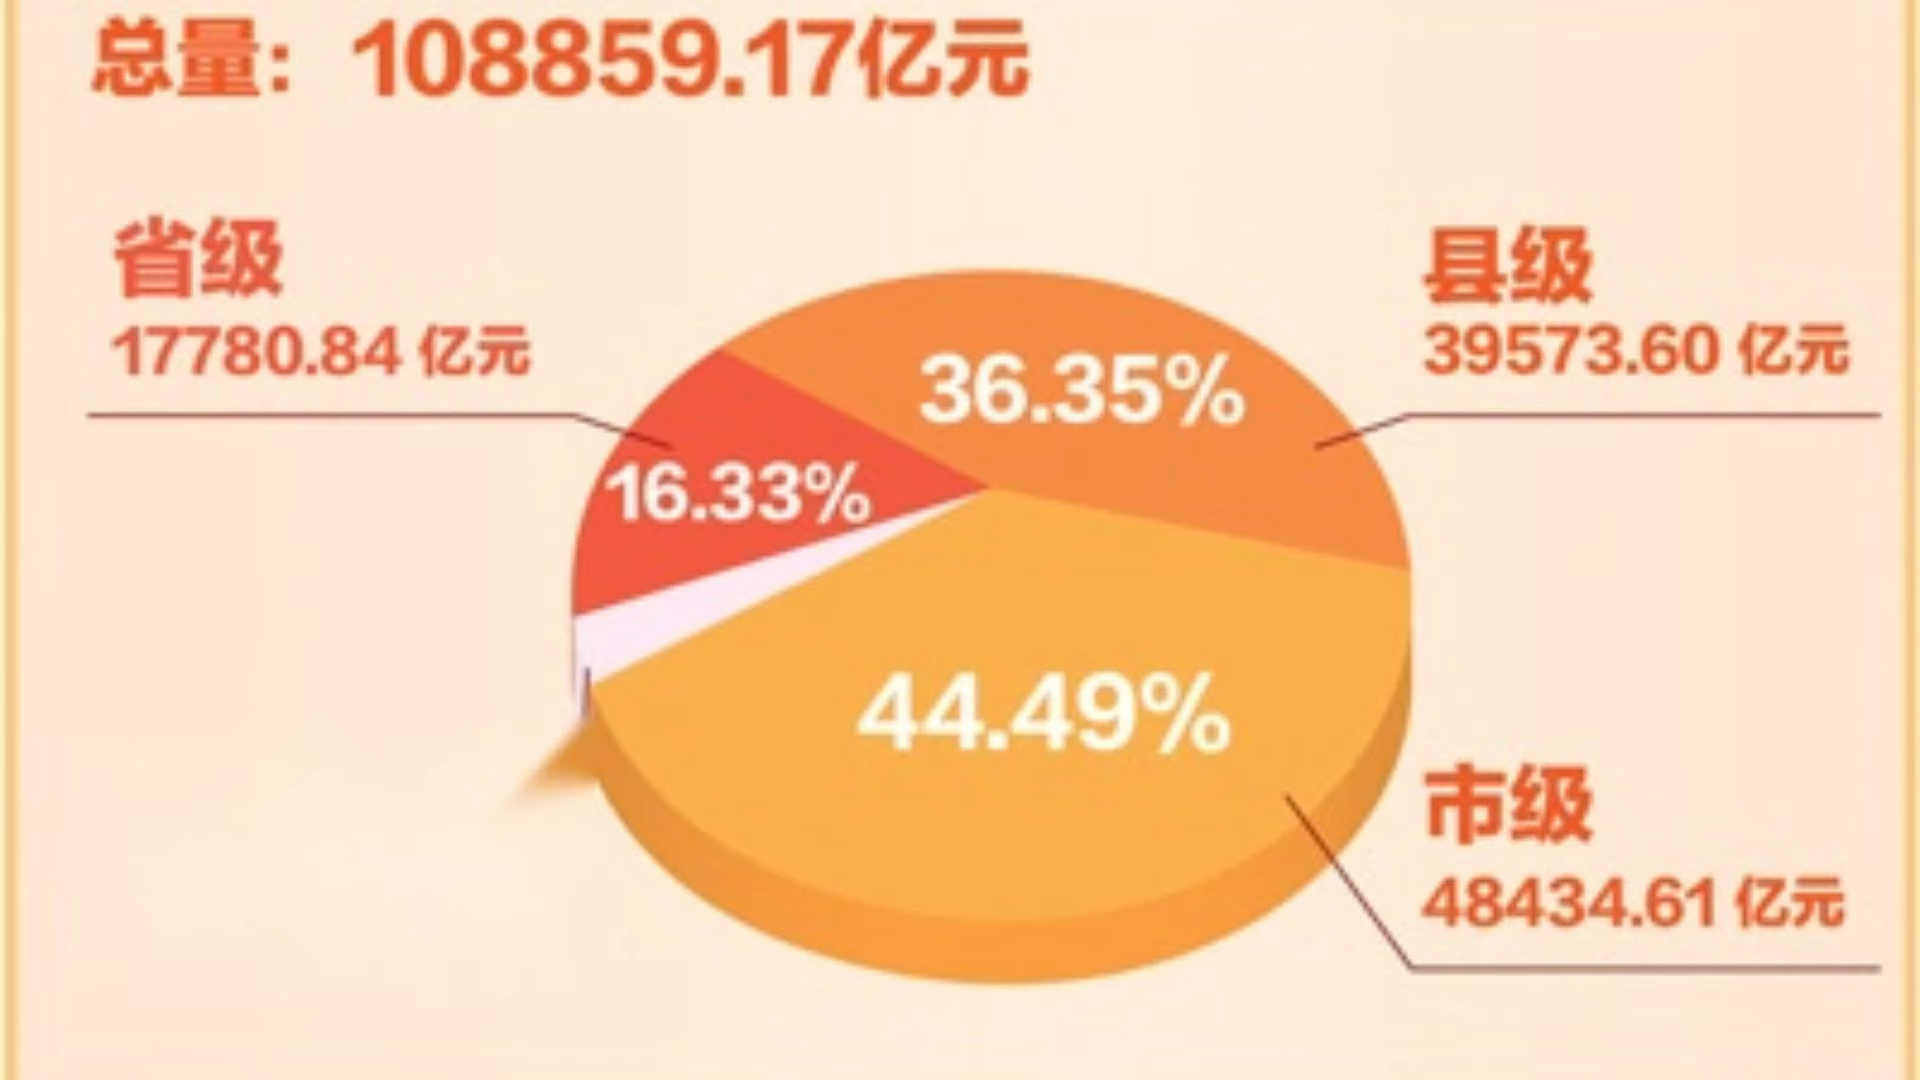 总量：108859.17亿元
省级
17780.84 亿元
县级
39573.60 亿元
36.35%
16.33%
44.49%
市级
48434.61 亿元